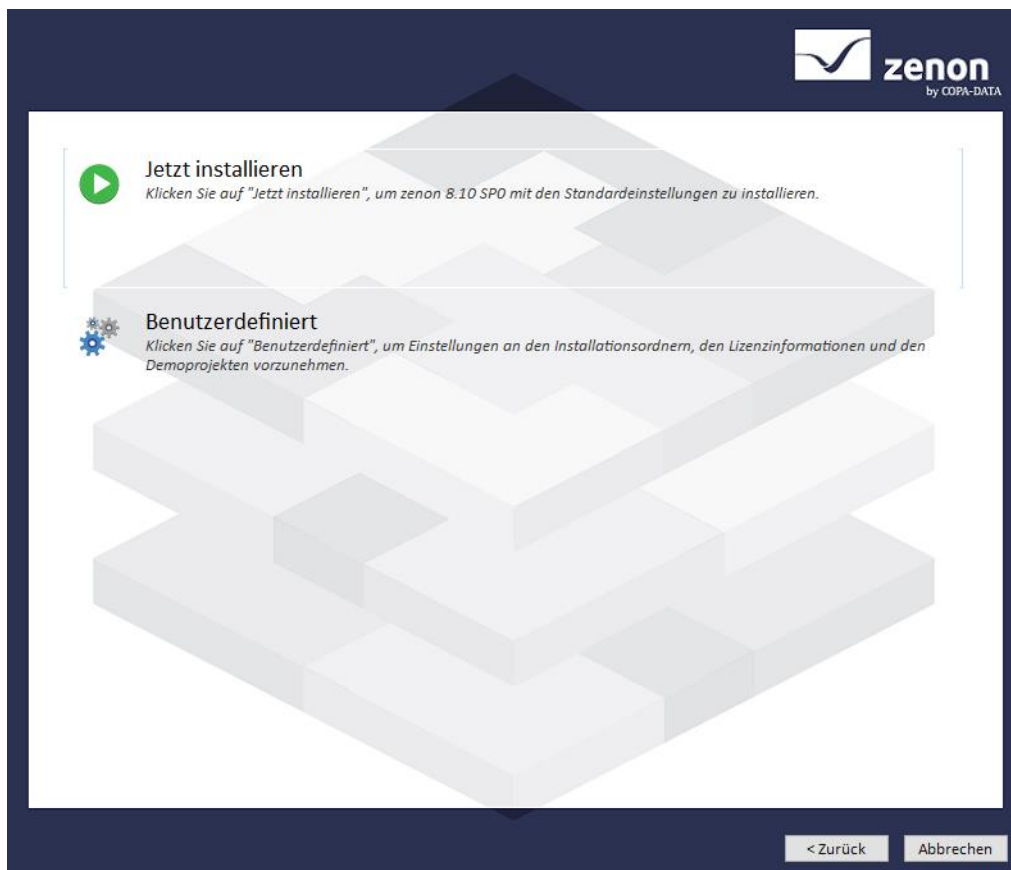 zenon
by COPA-DATA
Jetzt installieren
Klicken Sie auf "Jetzt installieren", um zenon 8.10 SP0 mit den Standardeinstellungen zu installieren.
Benutzerdefiniert
Klicken Sie auf "Benutzerdefiniert", um Einstellungen an den Installationsordnern, den Lizenzinformationen und den
Demoprojekten vorzunehmen.
< Zurück
Abbrechen